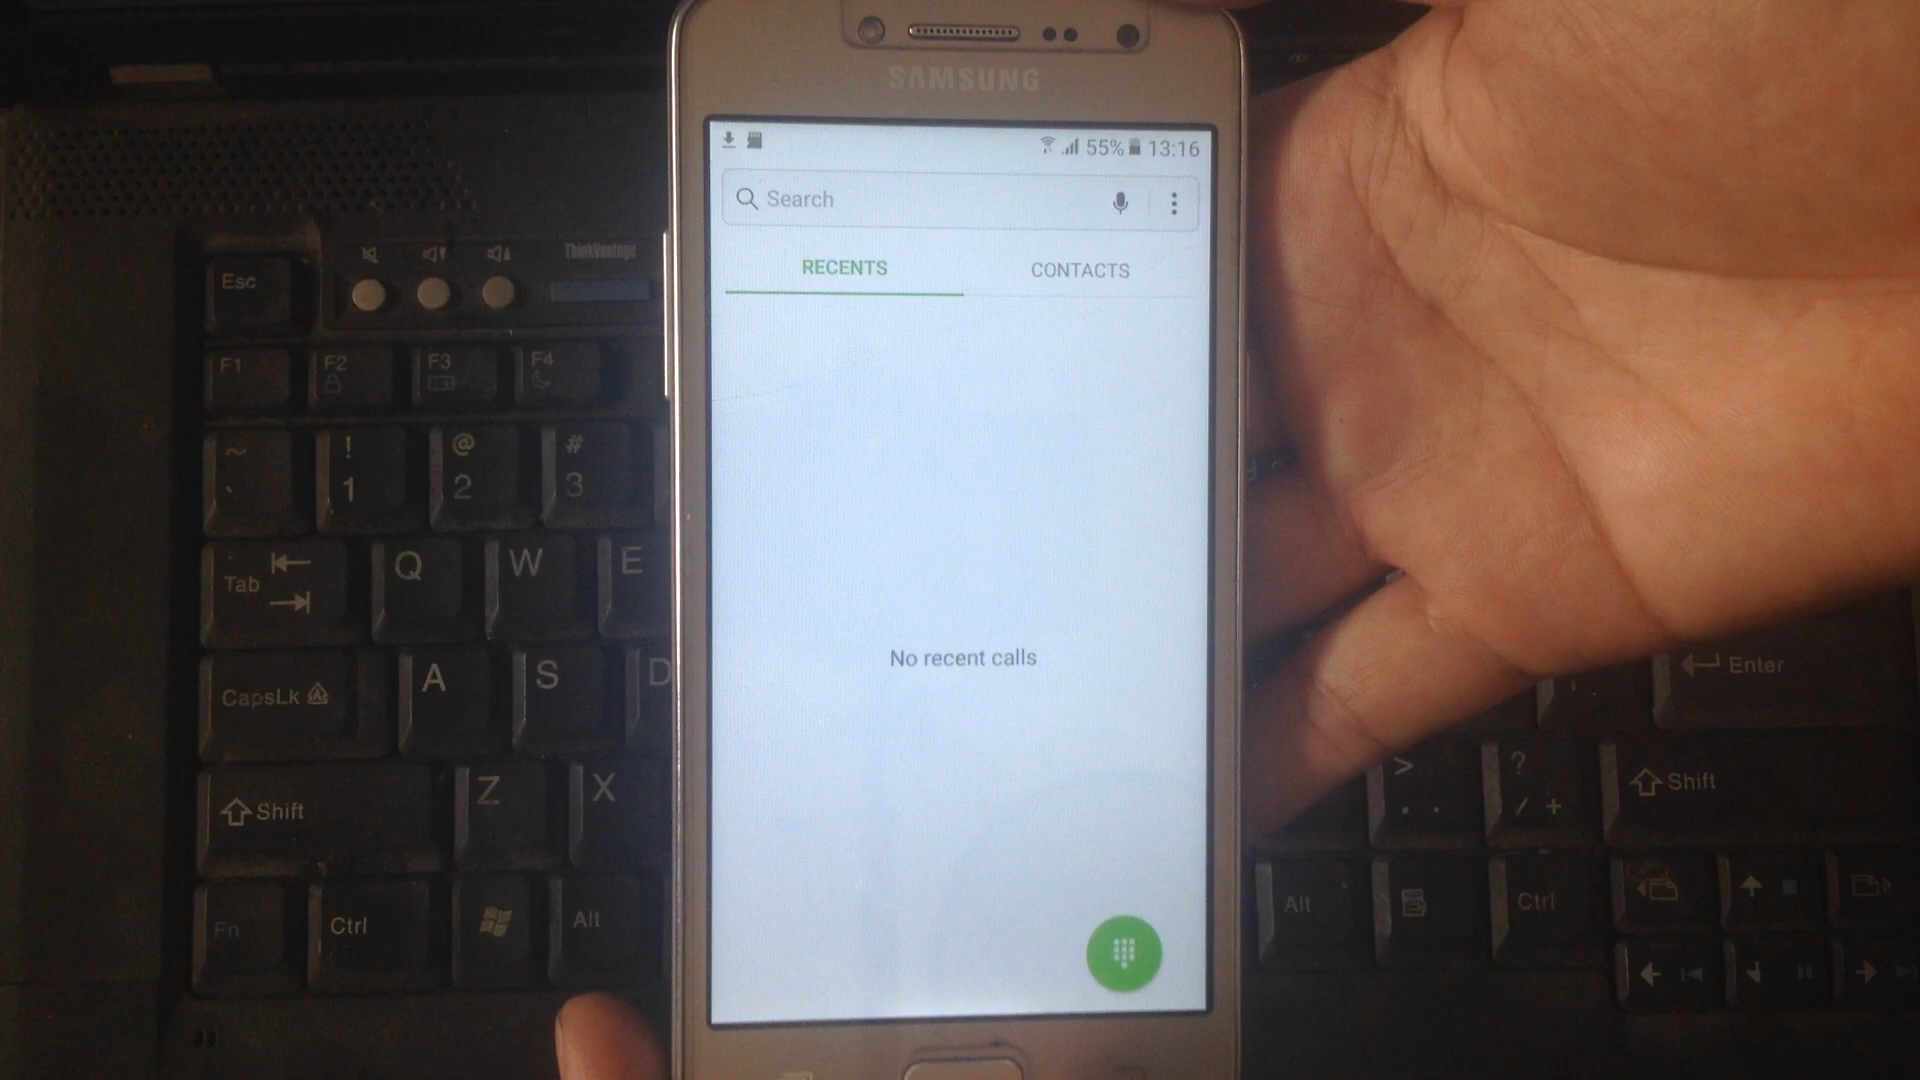 SAMSUNG
55% 13:16
Search
RECENTS CONTACTS
No recent calls
ThinkVantage
Esc
F1 F2 F3 F4
~ ! @ #
` 1 2 3
Tab Q W E
CapsLk A S D
Enter
Shift Z X
> ?
. / +
Shift
Fn Ctrl Alt
Alt Ctrl